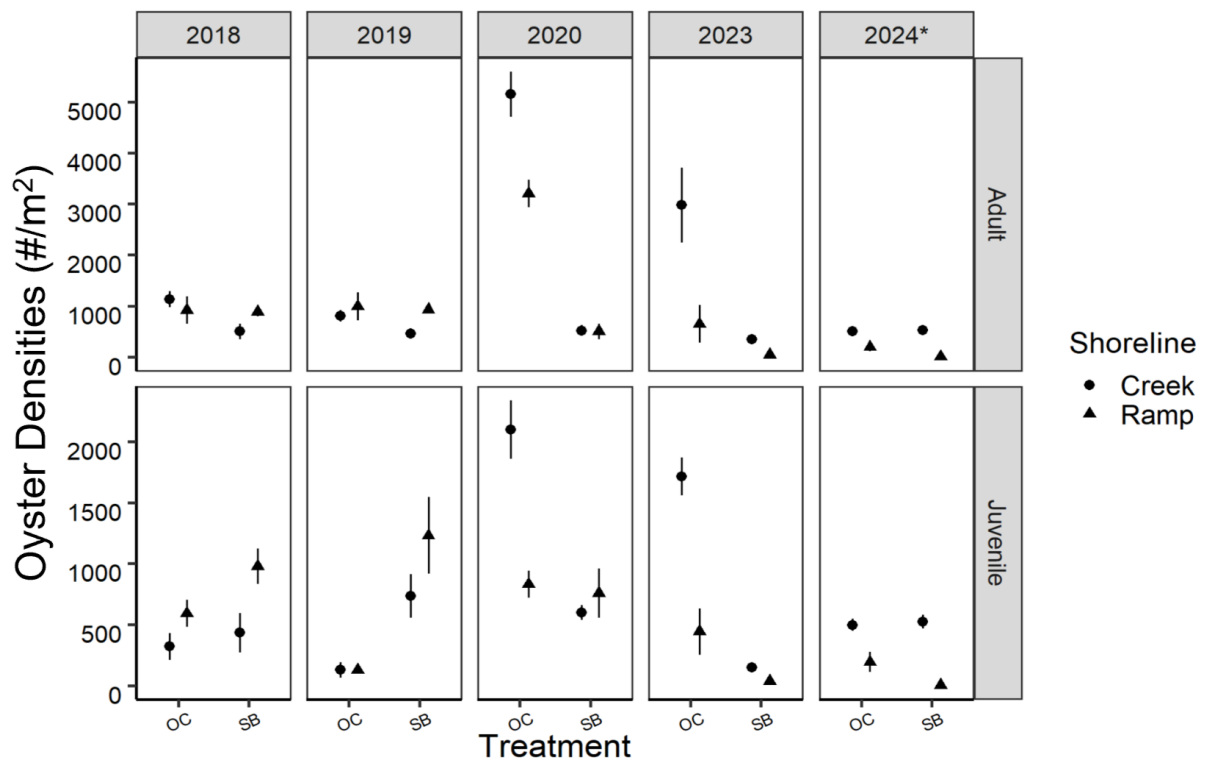 2018 2019 2020 2023 2024*
Oyster Densities (#/m²)
5000
4000
3000
2000
1000
0
Adult
2000
1500
1000
500
0
Juvenile
OC SB OC SB OC SB OC SB OC SB
Treatment
Shoreline
Creek
Ramp